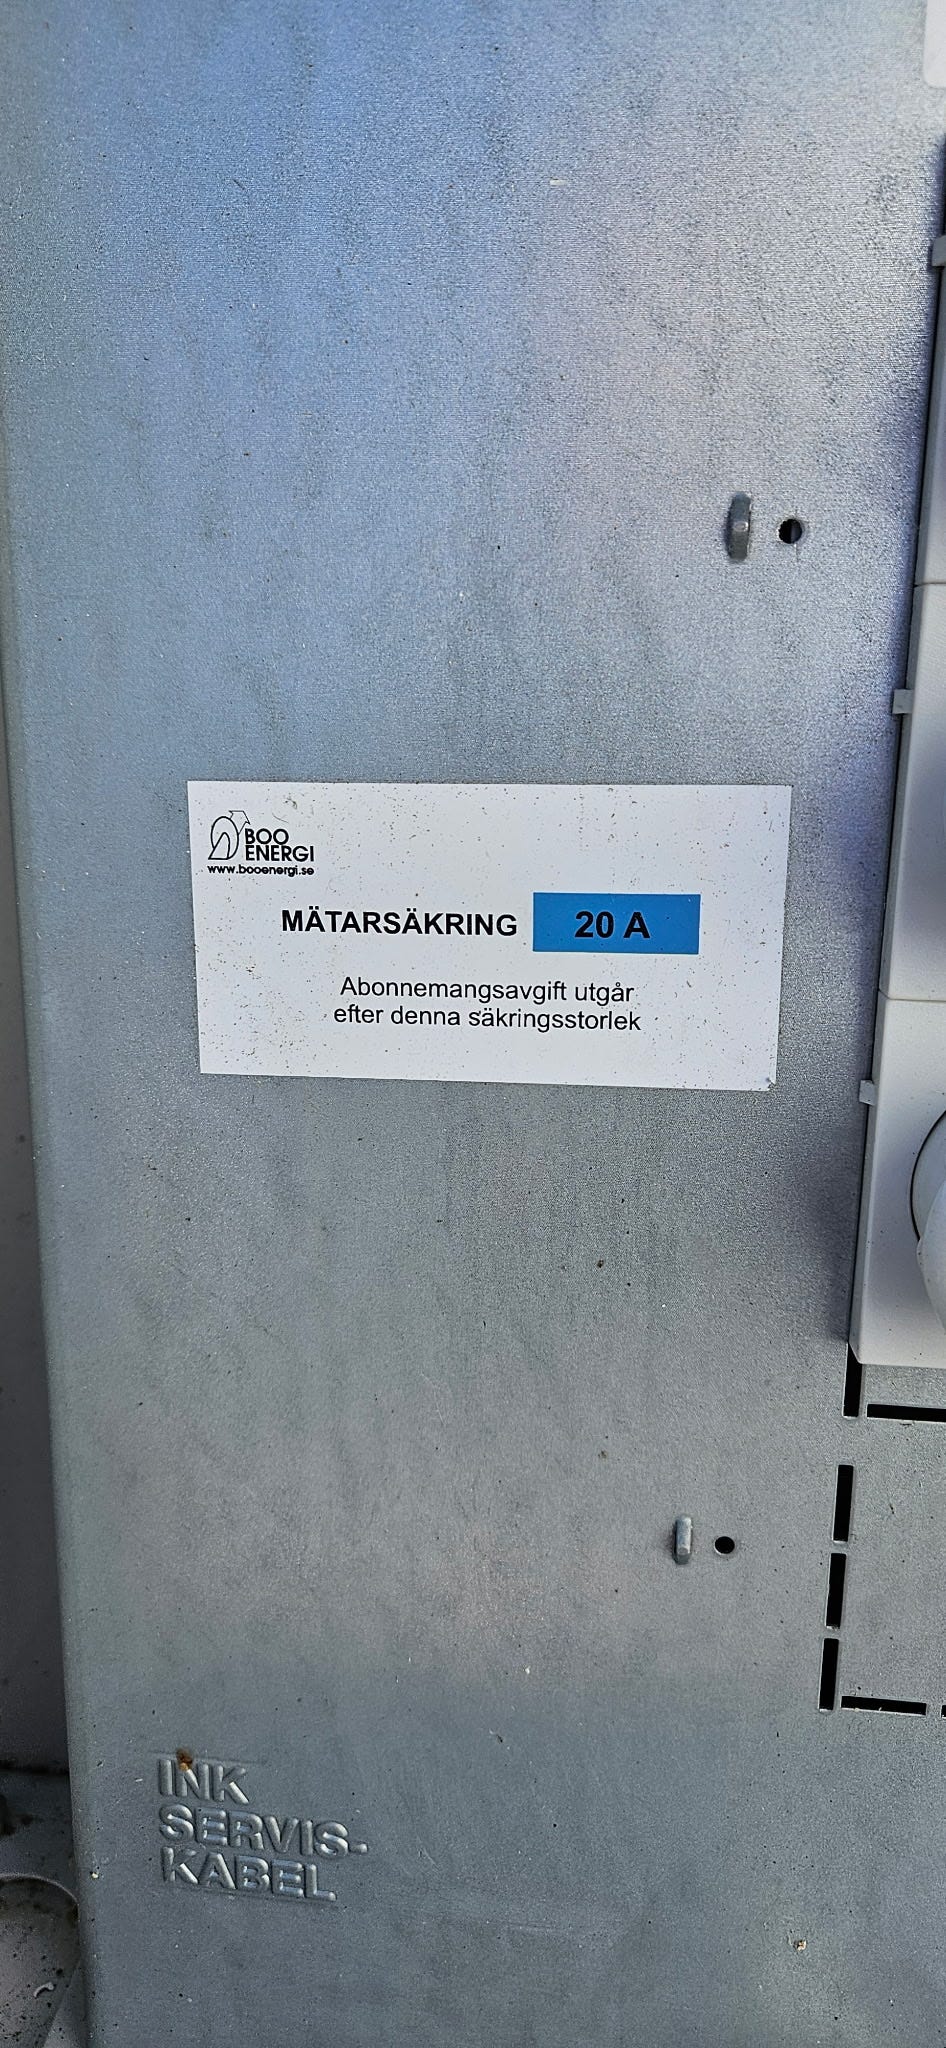 BOO
ENERGI
www.booenergi.se
MÄTARSÄKRING 20 A
Abonnemangsavgift utgår
efter denna säkringsstorlek
INK
SERVIS-
KABEL